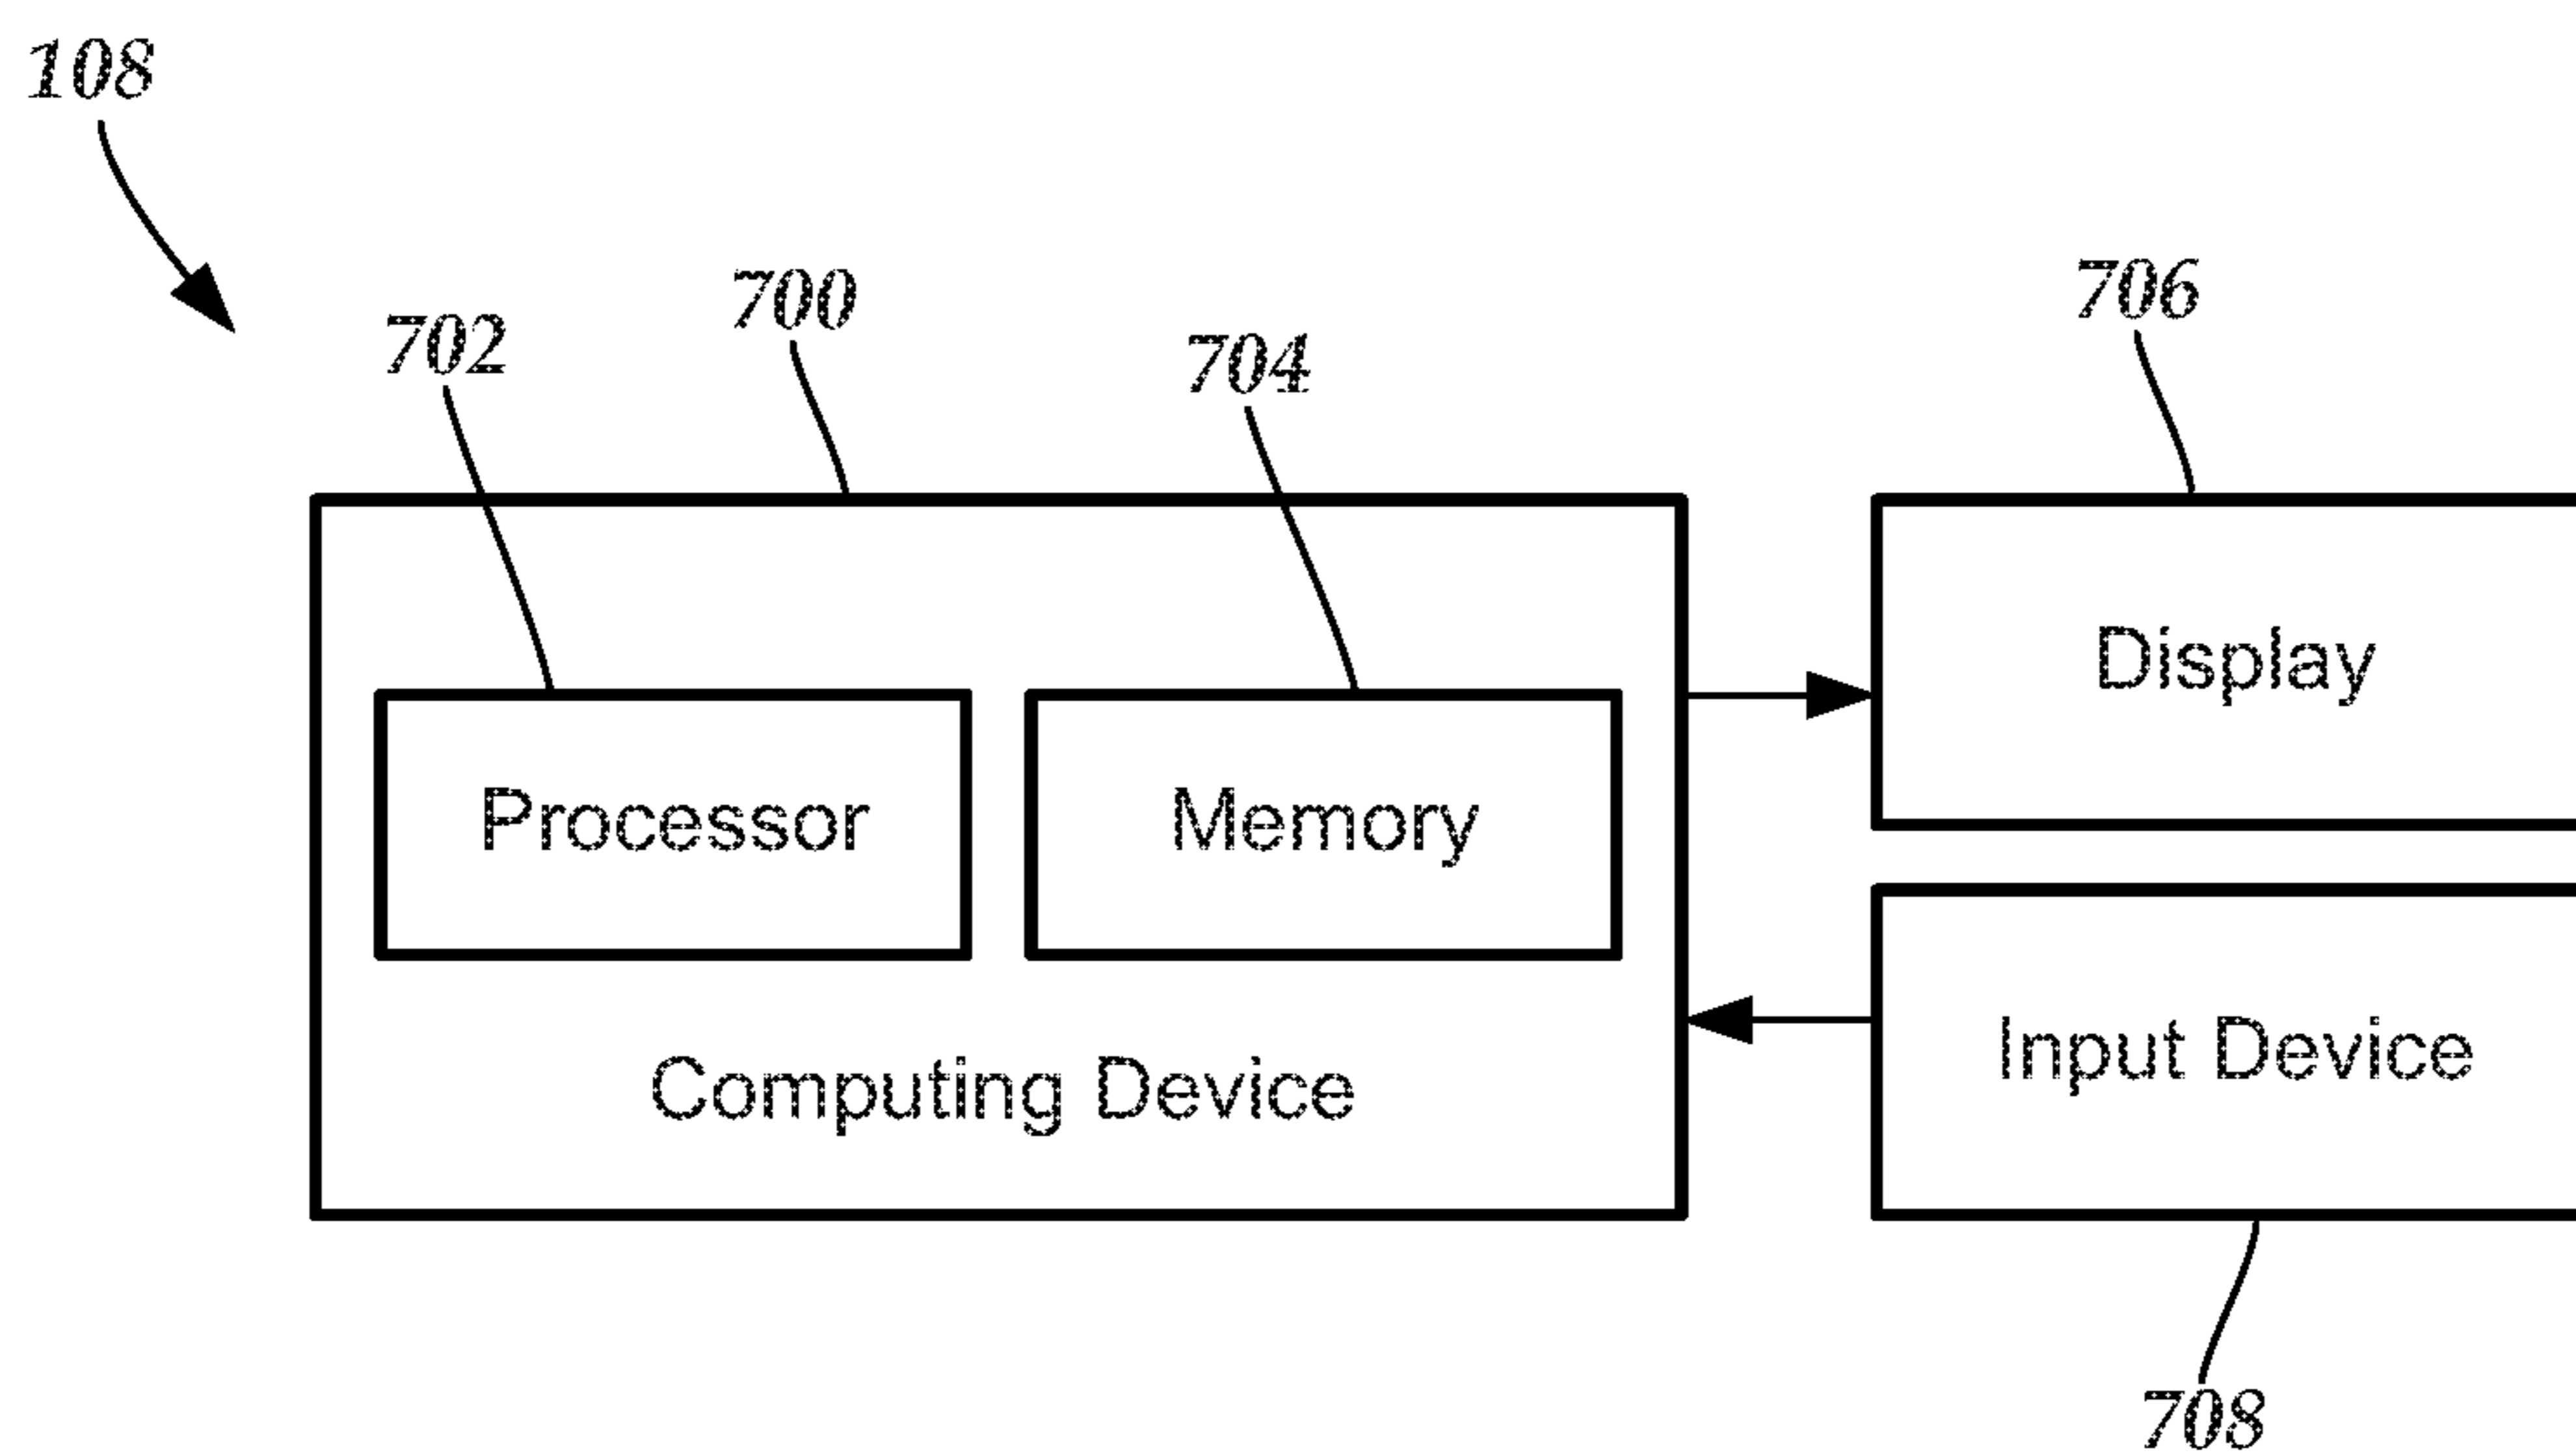 108
702
700
704
706
Processor
Memory
Computing Device
Display
Input Device
708